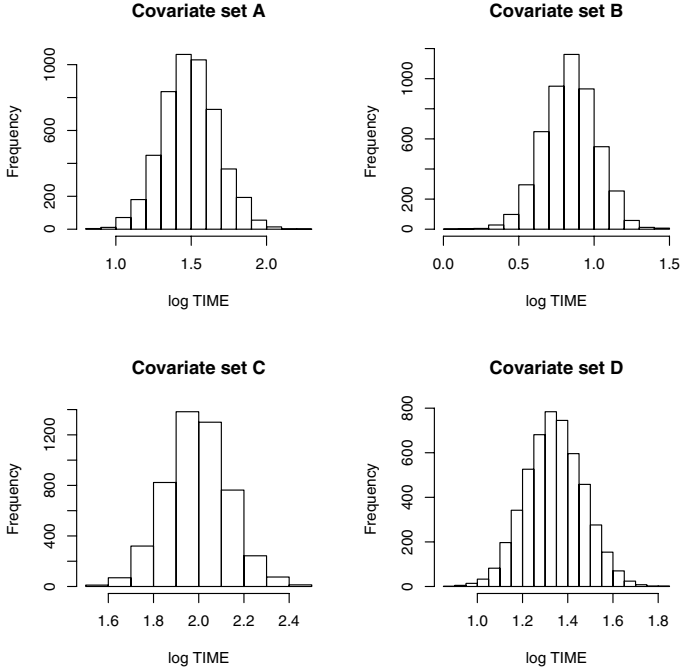 Covariate set A
Frequency
1000
600
200
0
1.0 1.5 2.0
log TIME
Covariate set B
Frequency
1000
600
200
0
0.0 0.5 1.0 1.5
log TIME
Covariate set C
Frequency
1200
800
400
0
1.6 1.8 2.0 2.2 2.4
log TIME
Covariate set D
Frequency
800
600
400
200
0
1.0 1.2 1.4 1.6 1.8
log TIME